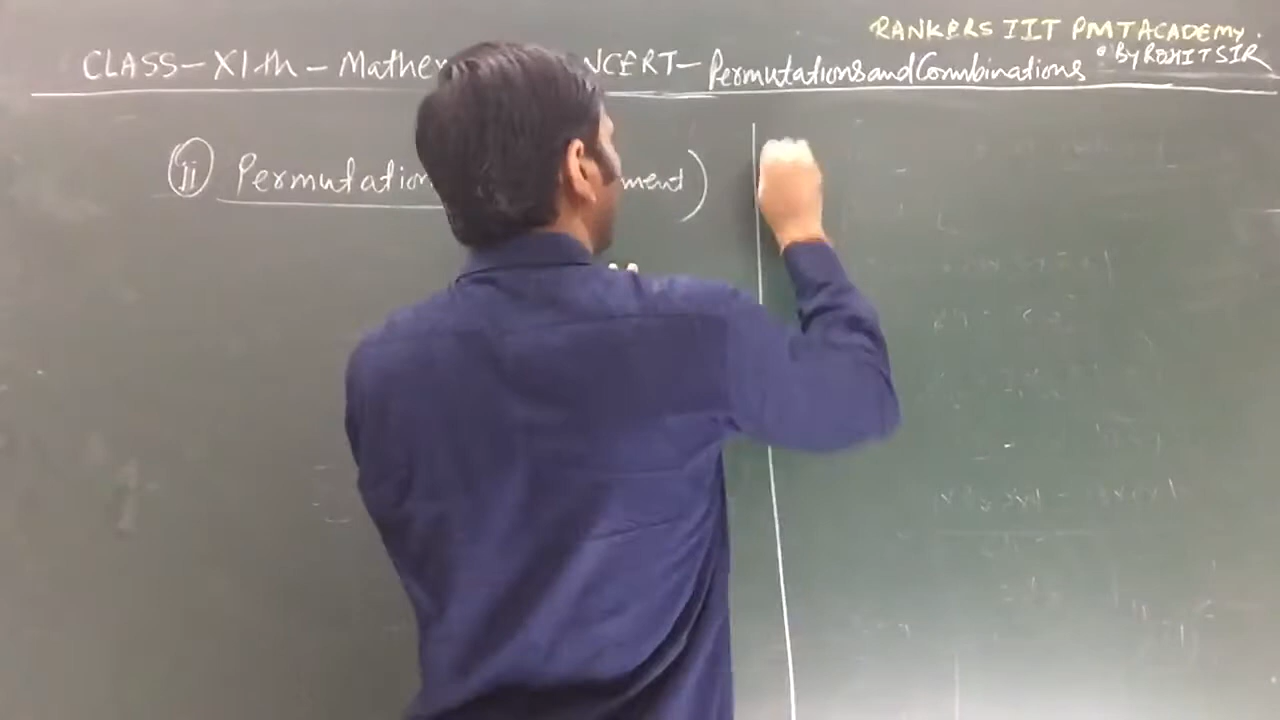 RANKERS IIT PMT ACADEMY.
By ROHIT SIR
CLASS-XIth-Mathe NCERT-Permutations and Combinations
(ii) Permutation ment)